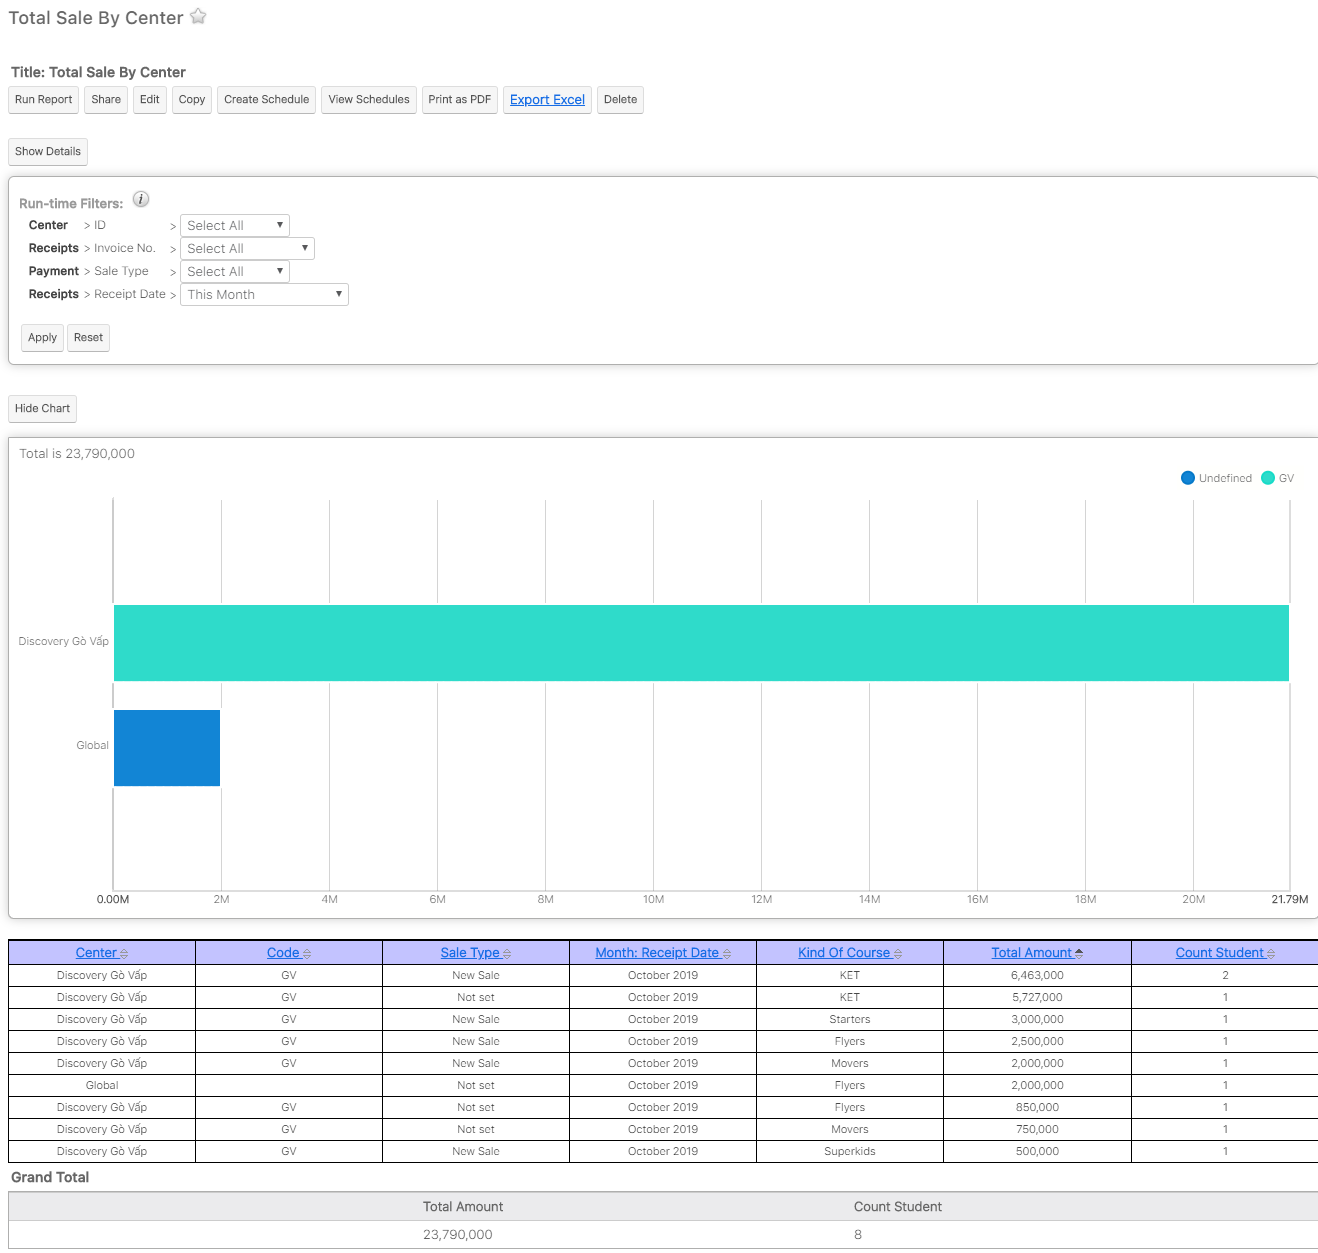 Total Sale By Center
Title: Total Sale By Center
Run Report Share Edit Copy Create Schedule View Schedules Print as PDF Export Excel Delete
Show Details
Run-time Filters: i
Center > ID > Select All
Receipts > Invoice No. > Select All
Payment > Sale Type > Select All
Receipts > Receipt Date > This Month
Apply Reset
Hide Chart
Total is 23,790,000
Undefined GV
Discovery Gò Vấp
Global
0.00M 2M 4M 6M 8M 10M 12M 14M 16M 18M 20M 21.79M
Center Code Sale Type Month: Receipt Date Kind Of Course Total Amount Count Student
Discovery Gò Vấp GV New Sale October 2019 KET 6,463,000 2
Discovery Gò Vấp GV Not set October 2019 KET 5,727,000 1
Discovery Gò Vấp GV New Sale October 2019 Starters 3,000,000 1
Discovery Gò Vấp GV New Sale October 2019 Flyers 2,500,000 1
Discovery Gò Vấp GV New Sale October 2019 Movers 2,000,000 1
Global Not set October 2019 Flyers 2,000,000 1
Discovery Gò Vấp GV Not set October 2019 Flyers 850,000 1
Discovery Gò Vấp GV Not set October 2019 Movers 750,000 1
Discovery Gò Vấp GV New Sale October 2019 Superkids 500,000 1
Grand Total
Total Amount Count Student
23,790,000 8